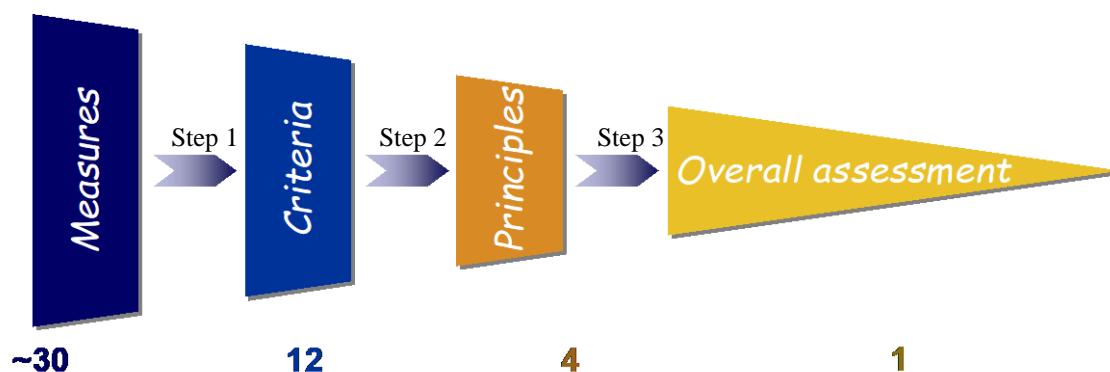 Measures
Step 1
Criteria
Step 2
Principles
Step 3
Overall assessment
~30
12
4
1